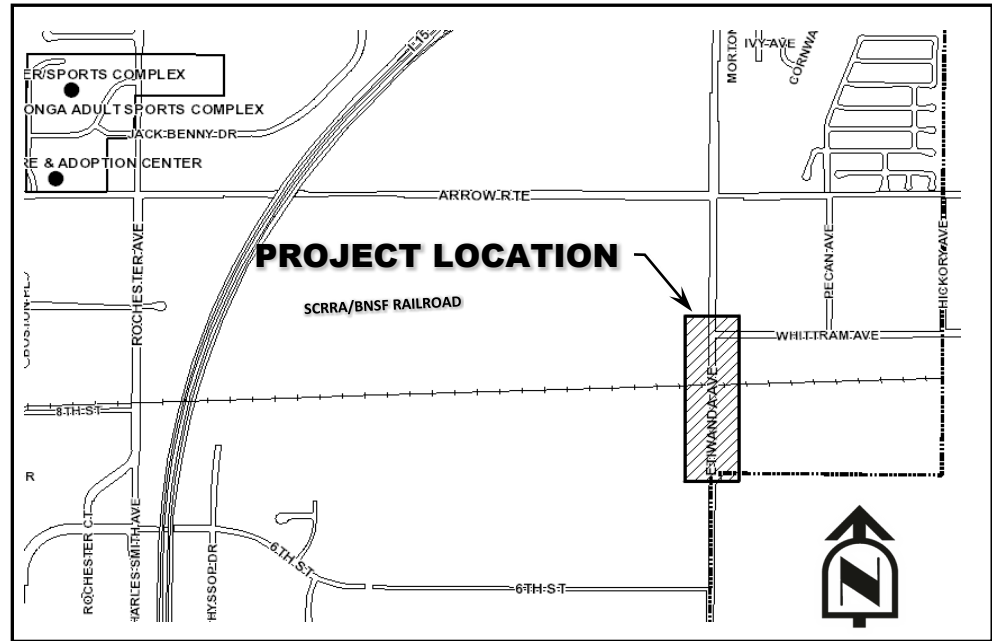 I-15
MORTON
IVY AVE
CORNWA
ER/SPORTS COMPLEX
ONGA ADULT SPORTS COMPLEX
JACK BENNY DR
RE & ADOPTION CENTER
ARROW RTE
ROCHESTER AVE
PECAN AVE
HICKORY AVE
PROJECT LOCATION
SCRRA/BNSF RAILROAD
WHITTRAM AVE
ETIWANDA AVE
8TH ST
R
ROCHESTER CT
HARLES SMITH AVE
HYSSOP DR
6TH ST
6TH ST
N